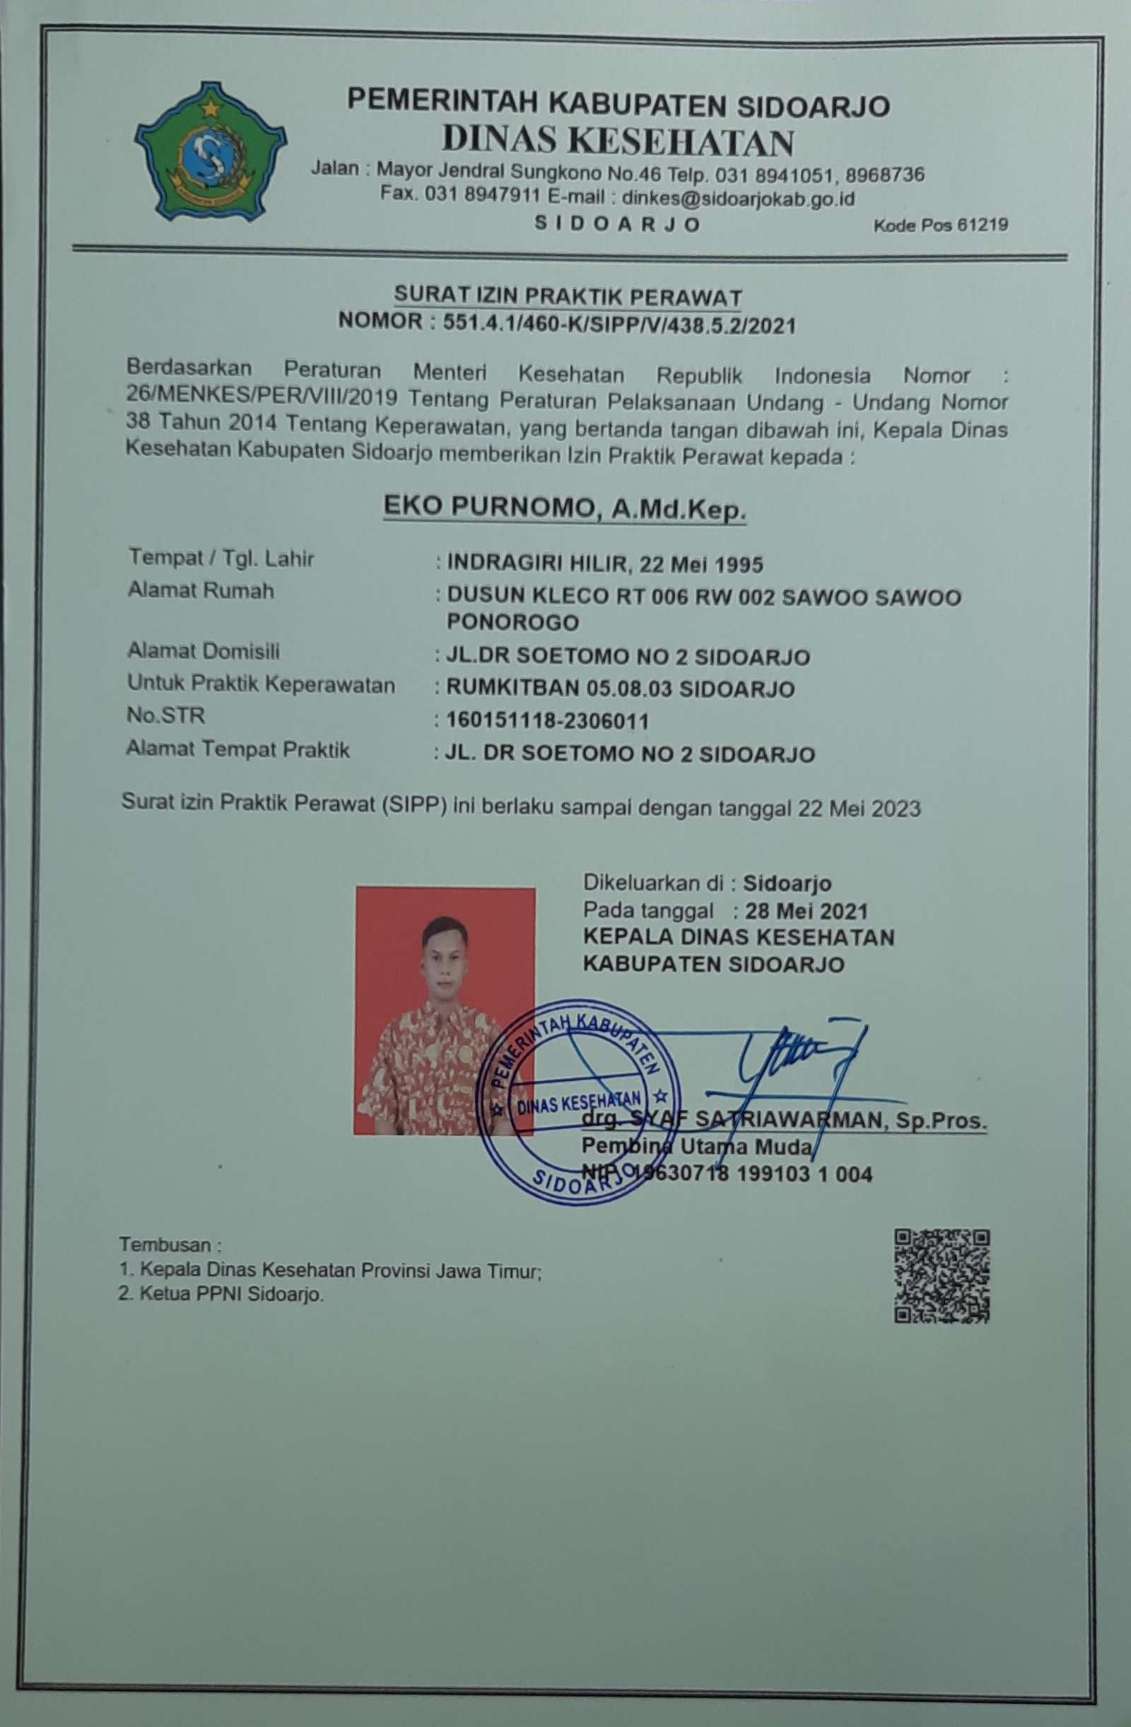 PEMERINTAH KABUPATEN SIDOARJO
DINAS KESEHATAN
Jalan : Mayor Jendral Sungkono No.46 Telp. 031 8941051, 8968736
Fax. 031 8947911 E-mail : dinkes@sidoarjokab.go.id
S I D O A R J O Kode Pos 61219
SURAT IZIN PRAKTIK PERAWAT
NOMOR : 551.4.1/460-K/SIPP/V/438.5.2/2021
Berdasarkan Peraturan Menteri Kesehatan Republik Indonesia Nomor :
26/MENKES/PER/VIII/2019 Tentang Peraturan Pelaksanaan Undang - Undang Nomor
38 Tahun 2014 Tentang Keperawatan, yang bertanda tangan dibawah ini, Kepala Dinas
Kesehatan Kabupaten Sidoarjo memberikan Izin Praktik Perawat kepada :
EKO PURNOMO, A.Md.Kep.
Tempat / Tgl. Lahir : INDRAGIRI HILIR, 22 Mei 1995
Alamat Rumah : DUSUN KLECO RT 006 RW 002 SAWOO SAWOO
PONOROGO
Alamat Domisili : JL.DR SOETOMO NO 2 SIDOARJO
Untuk Praktik Keperawatan : RUMKITBAN 05.08.03 SIDOARJO
No.STR : 160151118-2306011
Alamat Tempat Praktik : JL. DR SOETOMO NO 2 SIDOARJO
Surat izin Praktik Perawat (SIPP) ini berlaku sampai dengan tanggal 22 Mei 2023
Dikeluarkan di : Sidoarjo
Pada tanggal : 28 Mei 2021
KEPALA DINAS KESEHATAN
KABUPATEN SIDOARJO
PEMERINTAH KABUPATEN
DINAS KESEHATAN
SIDOARJO
drg. SYAF SATRIAWARMAN, Sp.Pros.
Pembina Utama Muda
NIP. 19630718 199103 1 004
Tembusan :
1. Kepala Dinas Kesehatan Provinsi Jawa Timur;
2. Ketua PPNI Sidoarjo.